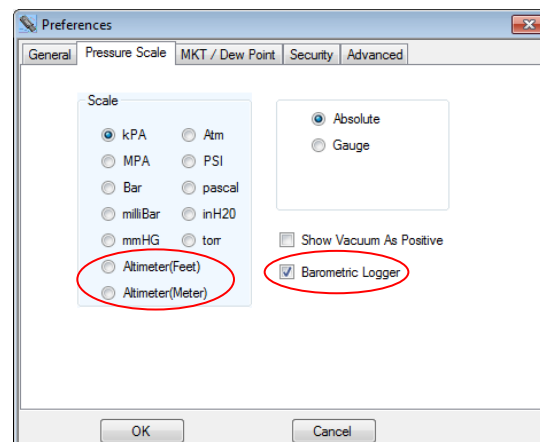 Preferences
General Pressure Scale MKT / Dew Point Security Advanced
Scale
kPA Atm
MPA PSI
Bar pascal
milliBar inH20
mmHG torr
Altimeter(Feet)
Altimeter(Meter)
Absolute
Gauge
Show Vacuum As Positive
Barometric Logger
OK Cancel